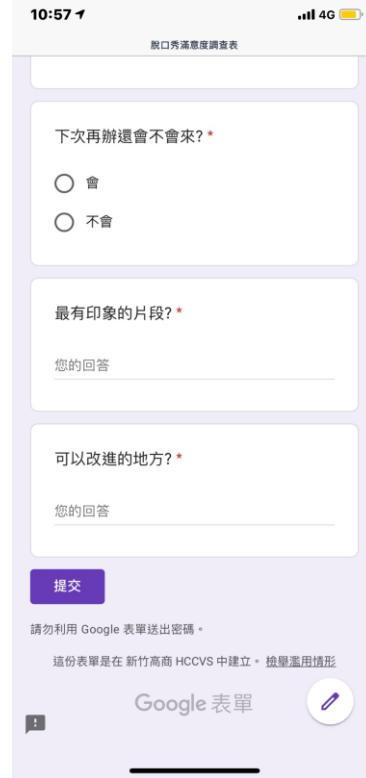 10:57
4G
脫口秀滿意度調查表
下次再辦還會不會來? *
會
不會
最有印象的片段? *
您的回答
可以改進的地方? *
您的回答
提交
請勿利用 Google 表單送出密碼。
這份表單是在 新竹高商 HCCVS 中建立。 檢舉濫用情形
Google 表單